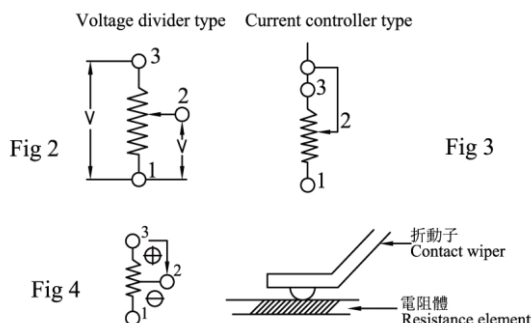 Voltage divider type Current controller type
3
2
V
V
1
Fig 2
3
2
1
Fig 3
3
⊕
2
⊖
1
Fig 4
折動子
Contact wiper
電阻體
Resistance element